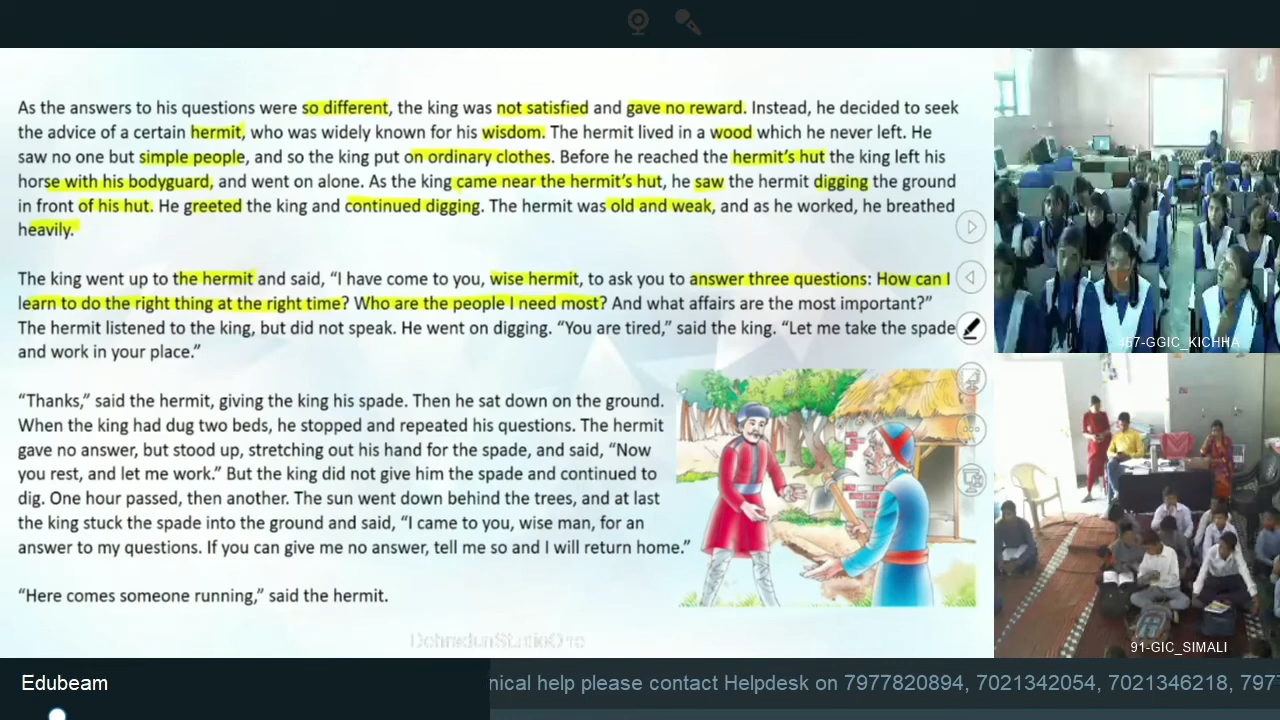 As the answers to his questions were so different, the king was not satisfied and gave no reward. Instead, he decided to seek
the advice of a certain hermit, who was widely known for his wisdom. The hermit lived in a wood which he never left. He
saw no one but simple people, and so the king put on ordinary clothes. Before he reached the hermit's hut the king left his
horse with his bodyguard, and went on alone. As the king came near the hermit's hut, he saw the hermit digging the ground
in front of his hut. He greeted the king and continued digging. The hermit was old and weak, and as he worked, he breathed
heavily.
The king went up to the hermit and said, “I have come to you, wise hermit, to ask you to answer three questions: How can I
learn to do the right thing at the right time? Who are the people I need most? And what affairs are the most important?”
The hermit listened to the king, but did not speak. He went on digging. “You are tired,” said the king. “Let me take the spade
and work in your place.”
“Thanks,” said the hermit, giving the king his spade. Then he sat down on the ground.
When the king had dug two beds, he stopped and repeated his questions. The hermit
gave no answer, but stood up, stretching out his hand for the spade, and said, “Now
you rest, and let me work.” But the king did not give him the spade and continued to
dig. One hour passed, then another. The sun went down behind the trees, and at last
the king stuck the spade into the ground and said, “I came to you, wise man, for an
answer to my questions. If you can give me no answer, tell me so and I will return home.”
“Here comes someone running,” said the hermit.
DehradunStudioOne
457-GGIC_KICHHA
91-GIC_SIMALI
Edubeam
nical help please contact Helpdesk on 7977820894, 7021342054, 7021346218, 797